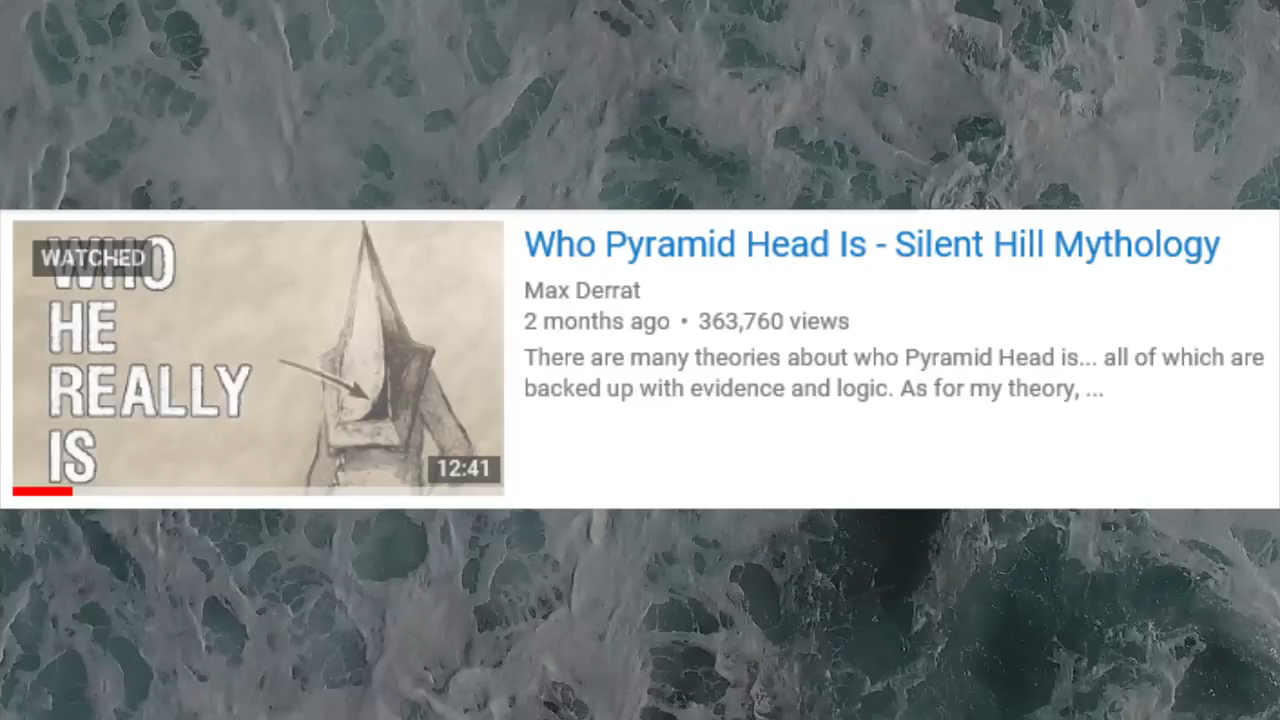 WATCHED
WHO
HE
REALLY
IS
12:41
Who Pyramid Head Is - Silent Hill Mythology
Max Derrat
2 months ago • 363,760 views
There are many theories about who Pyramid Head is... all of which are
backed up with evidence and logic. As for my theory, ...